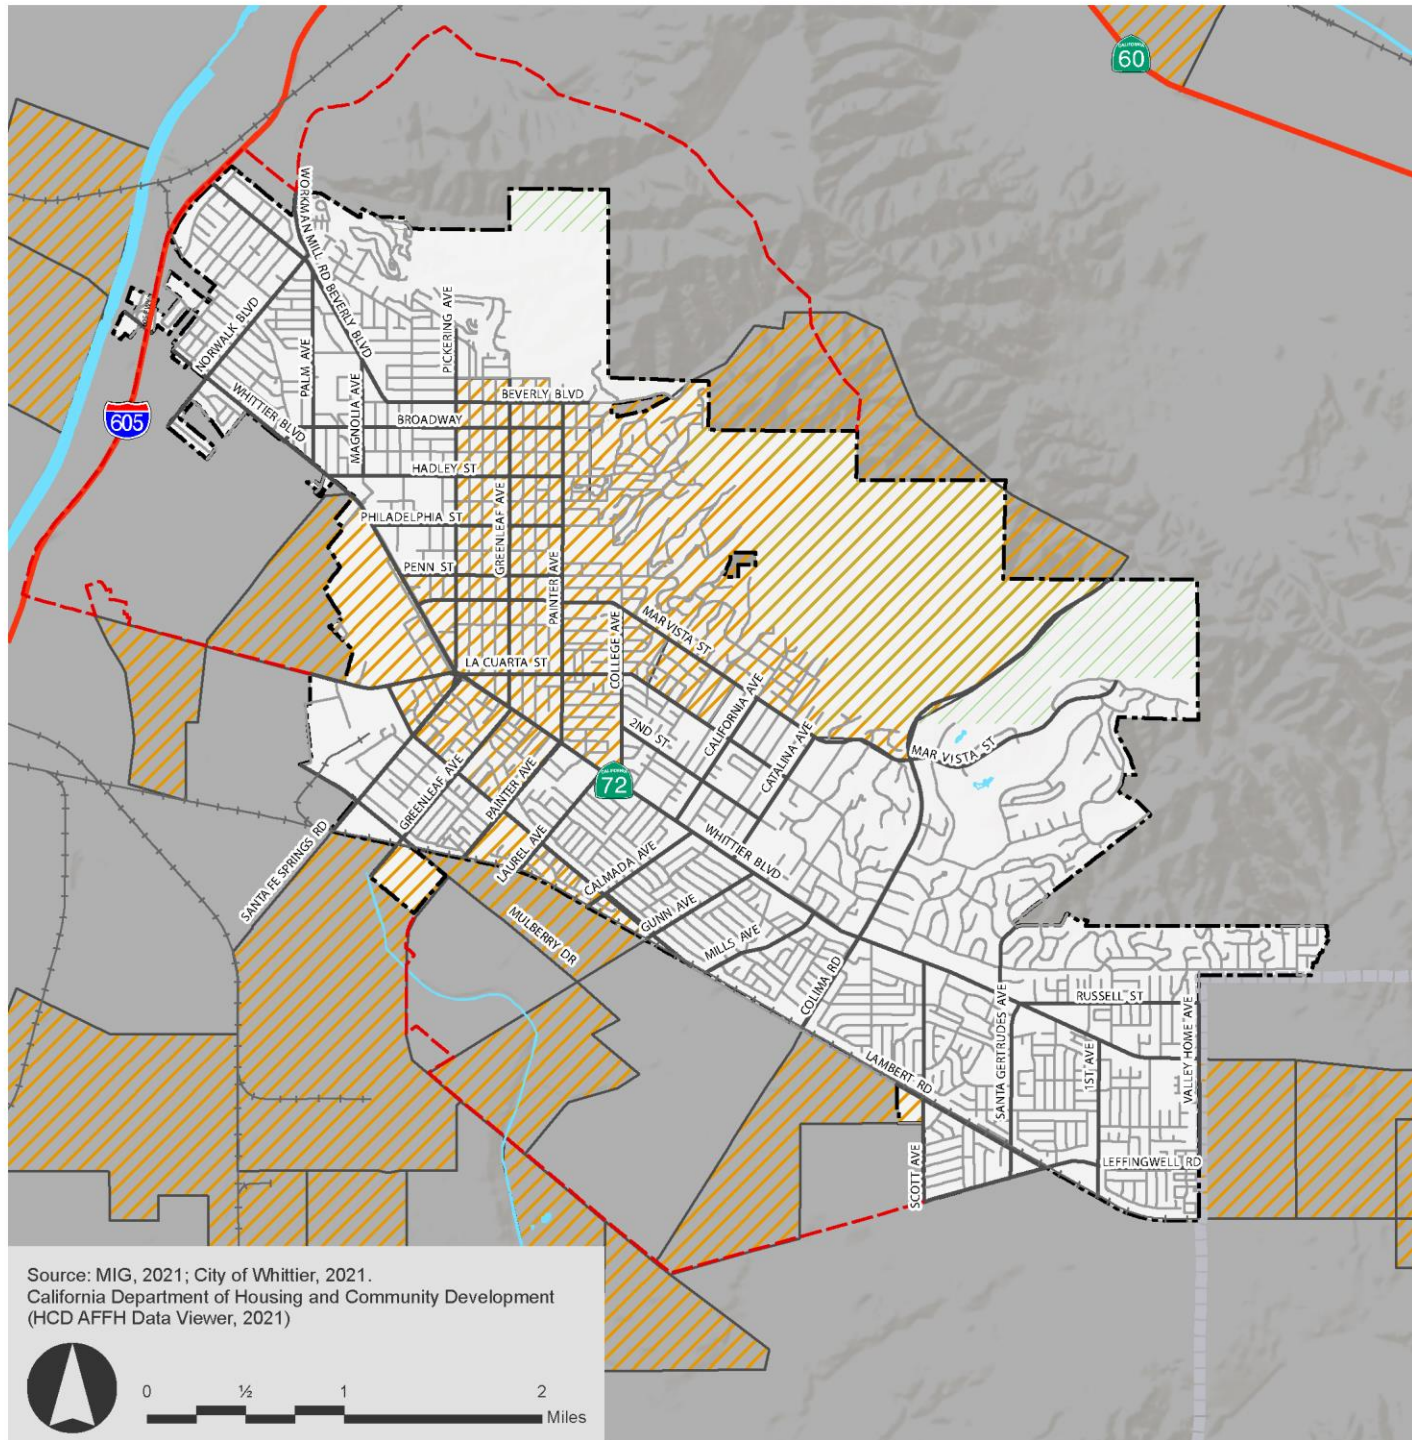 CALIFORNIA
60
WORKMAN MILL RD
BEVERLY BLVD
PICKERING AVE
NORWALK BLVD
PALM AVE
MAGNOLIA AVE
WHITTIER BLVD
BEVERLY BLVD
BROADWAY
605
HADLEY ST
GREENLEAF AVE
PHILADELPHIA ST
PENN ST
PAINTER AVE
COLLEGE AVE
MAR VISTA ST
LA CUARTA ST
CALIFORNIA AVE
2ND ST
CATALINA AVE
MAR VISTA ST
CALIFORNIA
72
GREENLEAF AVE
PAINTER AVE
LAUREL AVE
WHITTIER BLVD
SANTA FE SPRINGS RD
CALMADA AVE
GUNN AVE
MULBERRY DR
MILLS AVE
COLIMA RD
SANTA GERTRUDES AVE
RUSSELL ST
VALLEY HOME AVE
1ST AVE
LAMBERT RD
SCOTT AVE
LEFFINGWELL RD
Source: MIG, 2021; City of Whittier, 2021.
California Department of Housing and Community Development
(HCD AFFH Data Viewer, 2021)
0 ½ 1 2
Miles